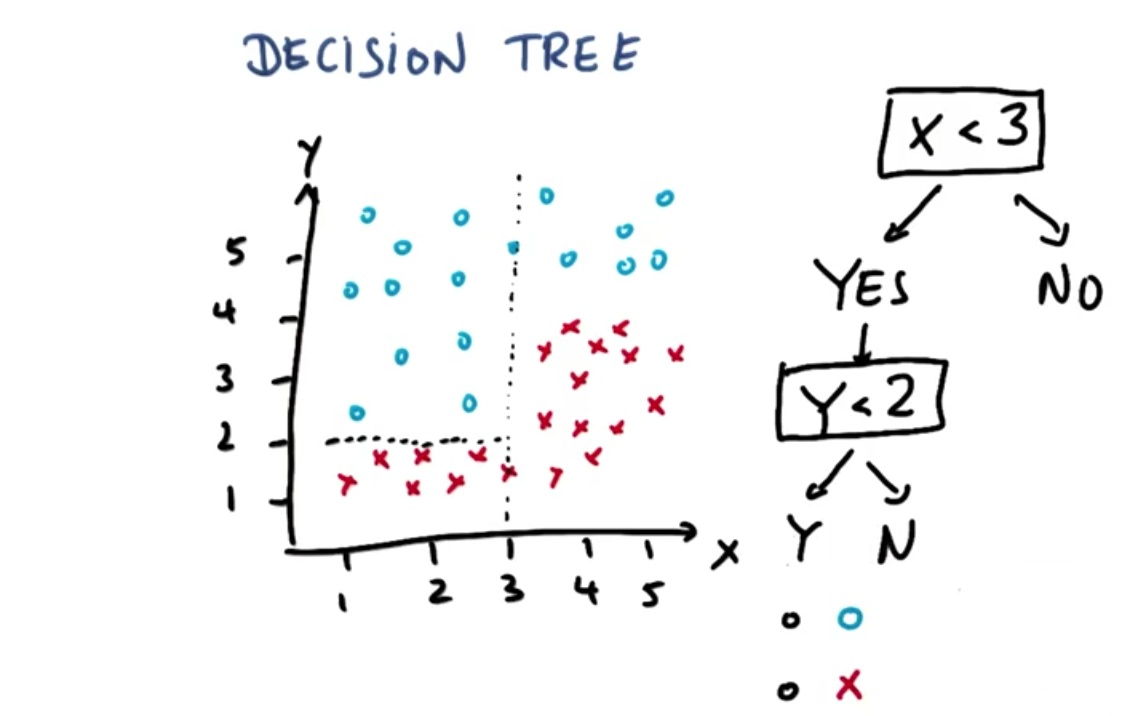 DECISION TREE
Y
5
4
3
2
1
1 2 3 4 5
X
X < 3
YES NO
Y < 2
Y N
o o
o x